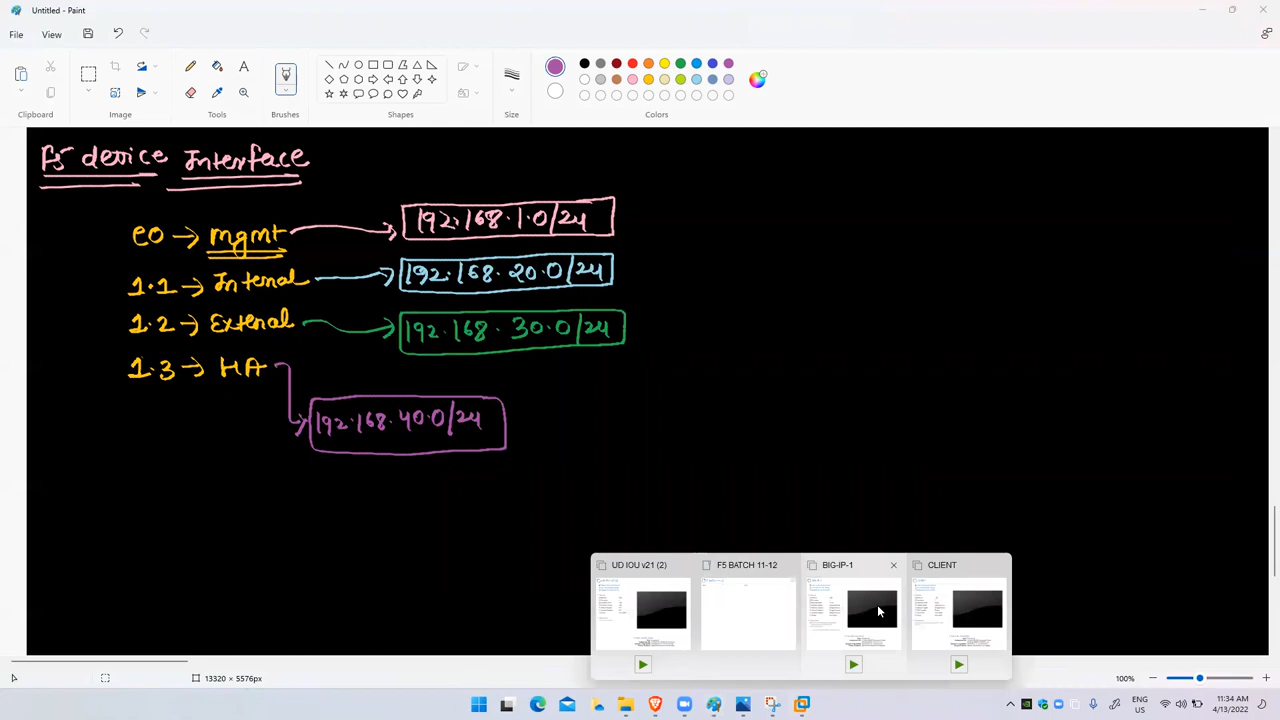 Untitled - Paint
File View
Clipboard Image Tools Brushes Shapes Size Colors
F5 device Interface
e0 → mgmt → 192.168.1.0/24
1.1 → Internal → 192.168.20.0/24
1.2 → External → 192.168.30.0/24
1.3 → HA
192.168.40.0/24
UD IOU v21 (2) F5 BATCH 11-12 BIG-IP-1 CLIENT
13320 × 5576px 100%
ENG
US
11:34 AM
4/13/2022